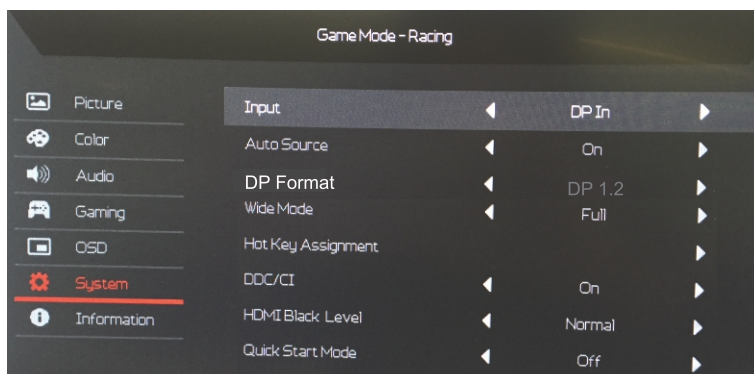 Game Mode - Racing
Picture
Color
Audio
Gaming
OSD
System
Information
Input DP In
Auto Source On
DP Format DP 1.2
Wide Mode Full
Hot Key Assignment
DDC/CI On
HDMI Black Level Normal
Quick Start Mode Off